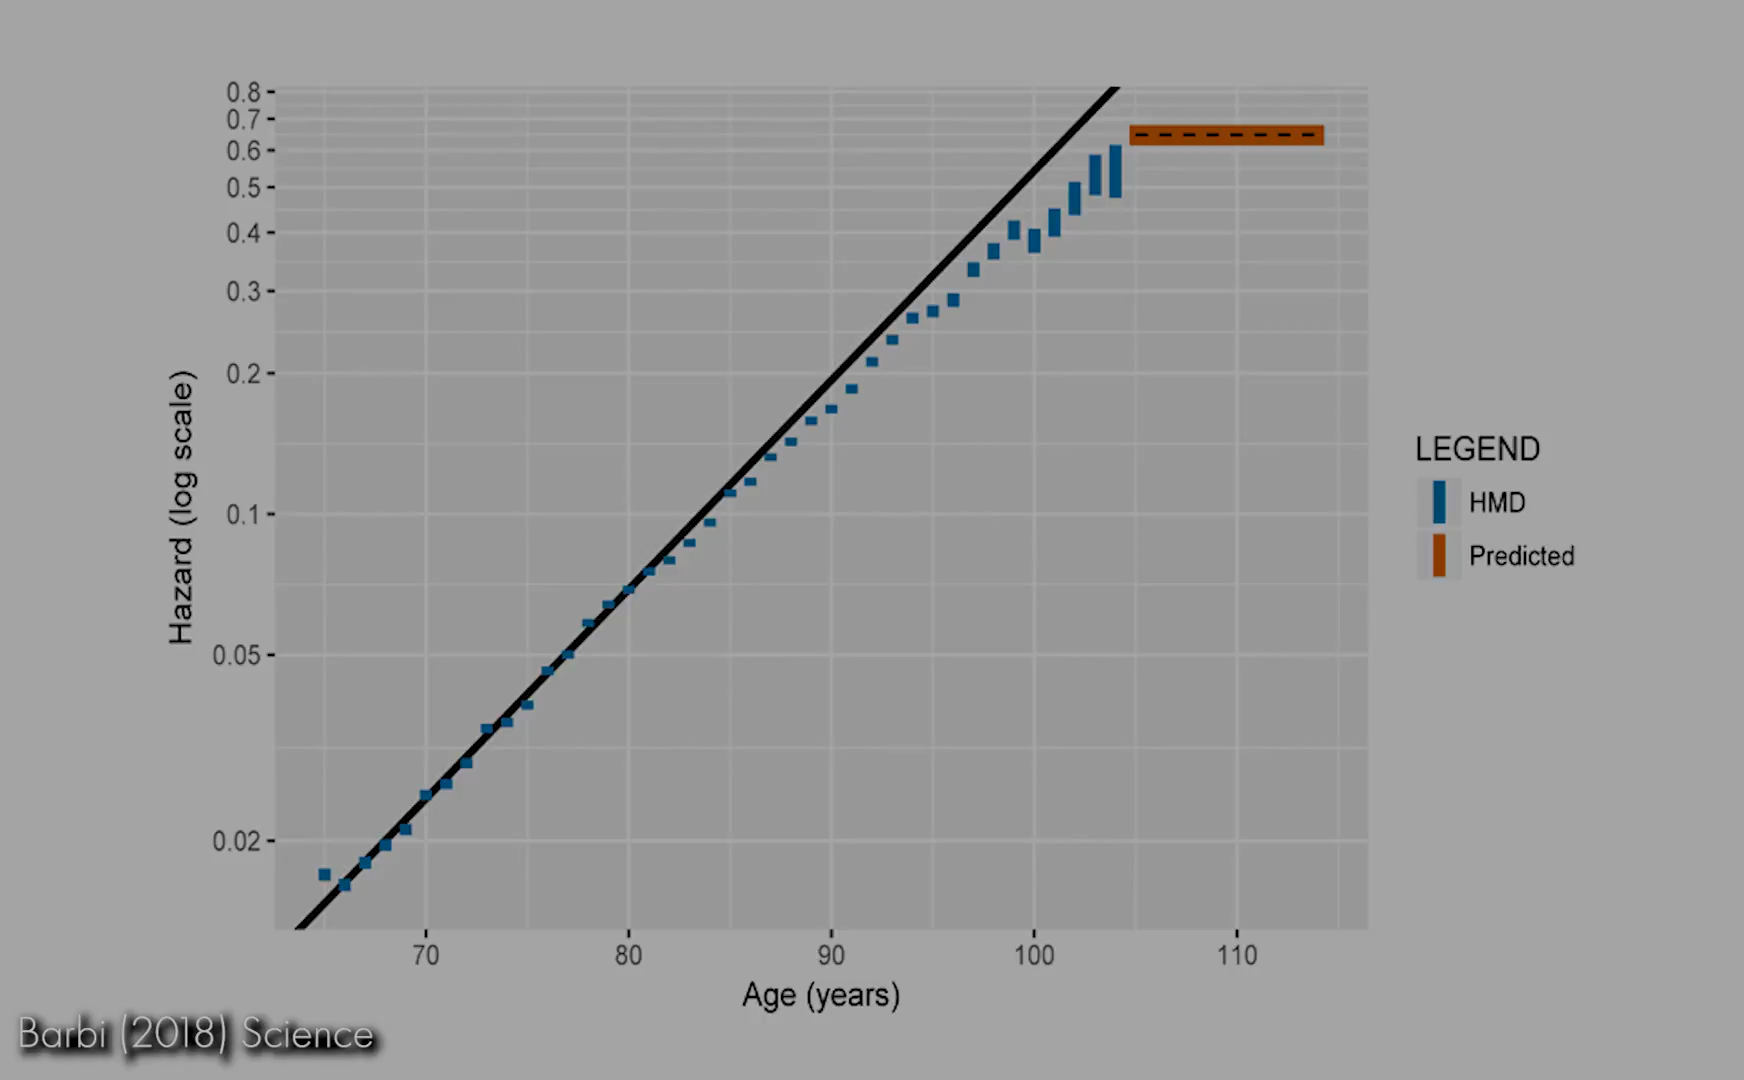 0.8
0.7
0.6
0.5
0.4
0.3
0.2
0.1
0.05
0.02
Hazard (log scale)
70 80 90 100 110
Age (years)
LEGEND
HMD
Predicted
Barbi (2018) Science